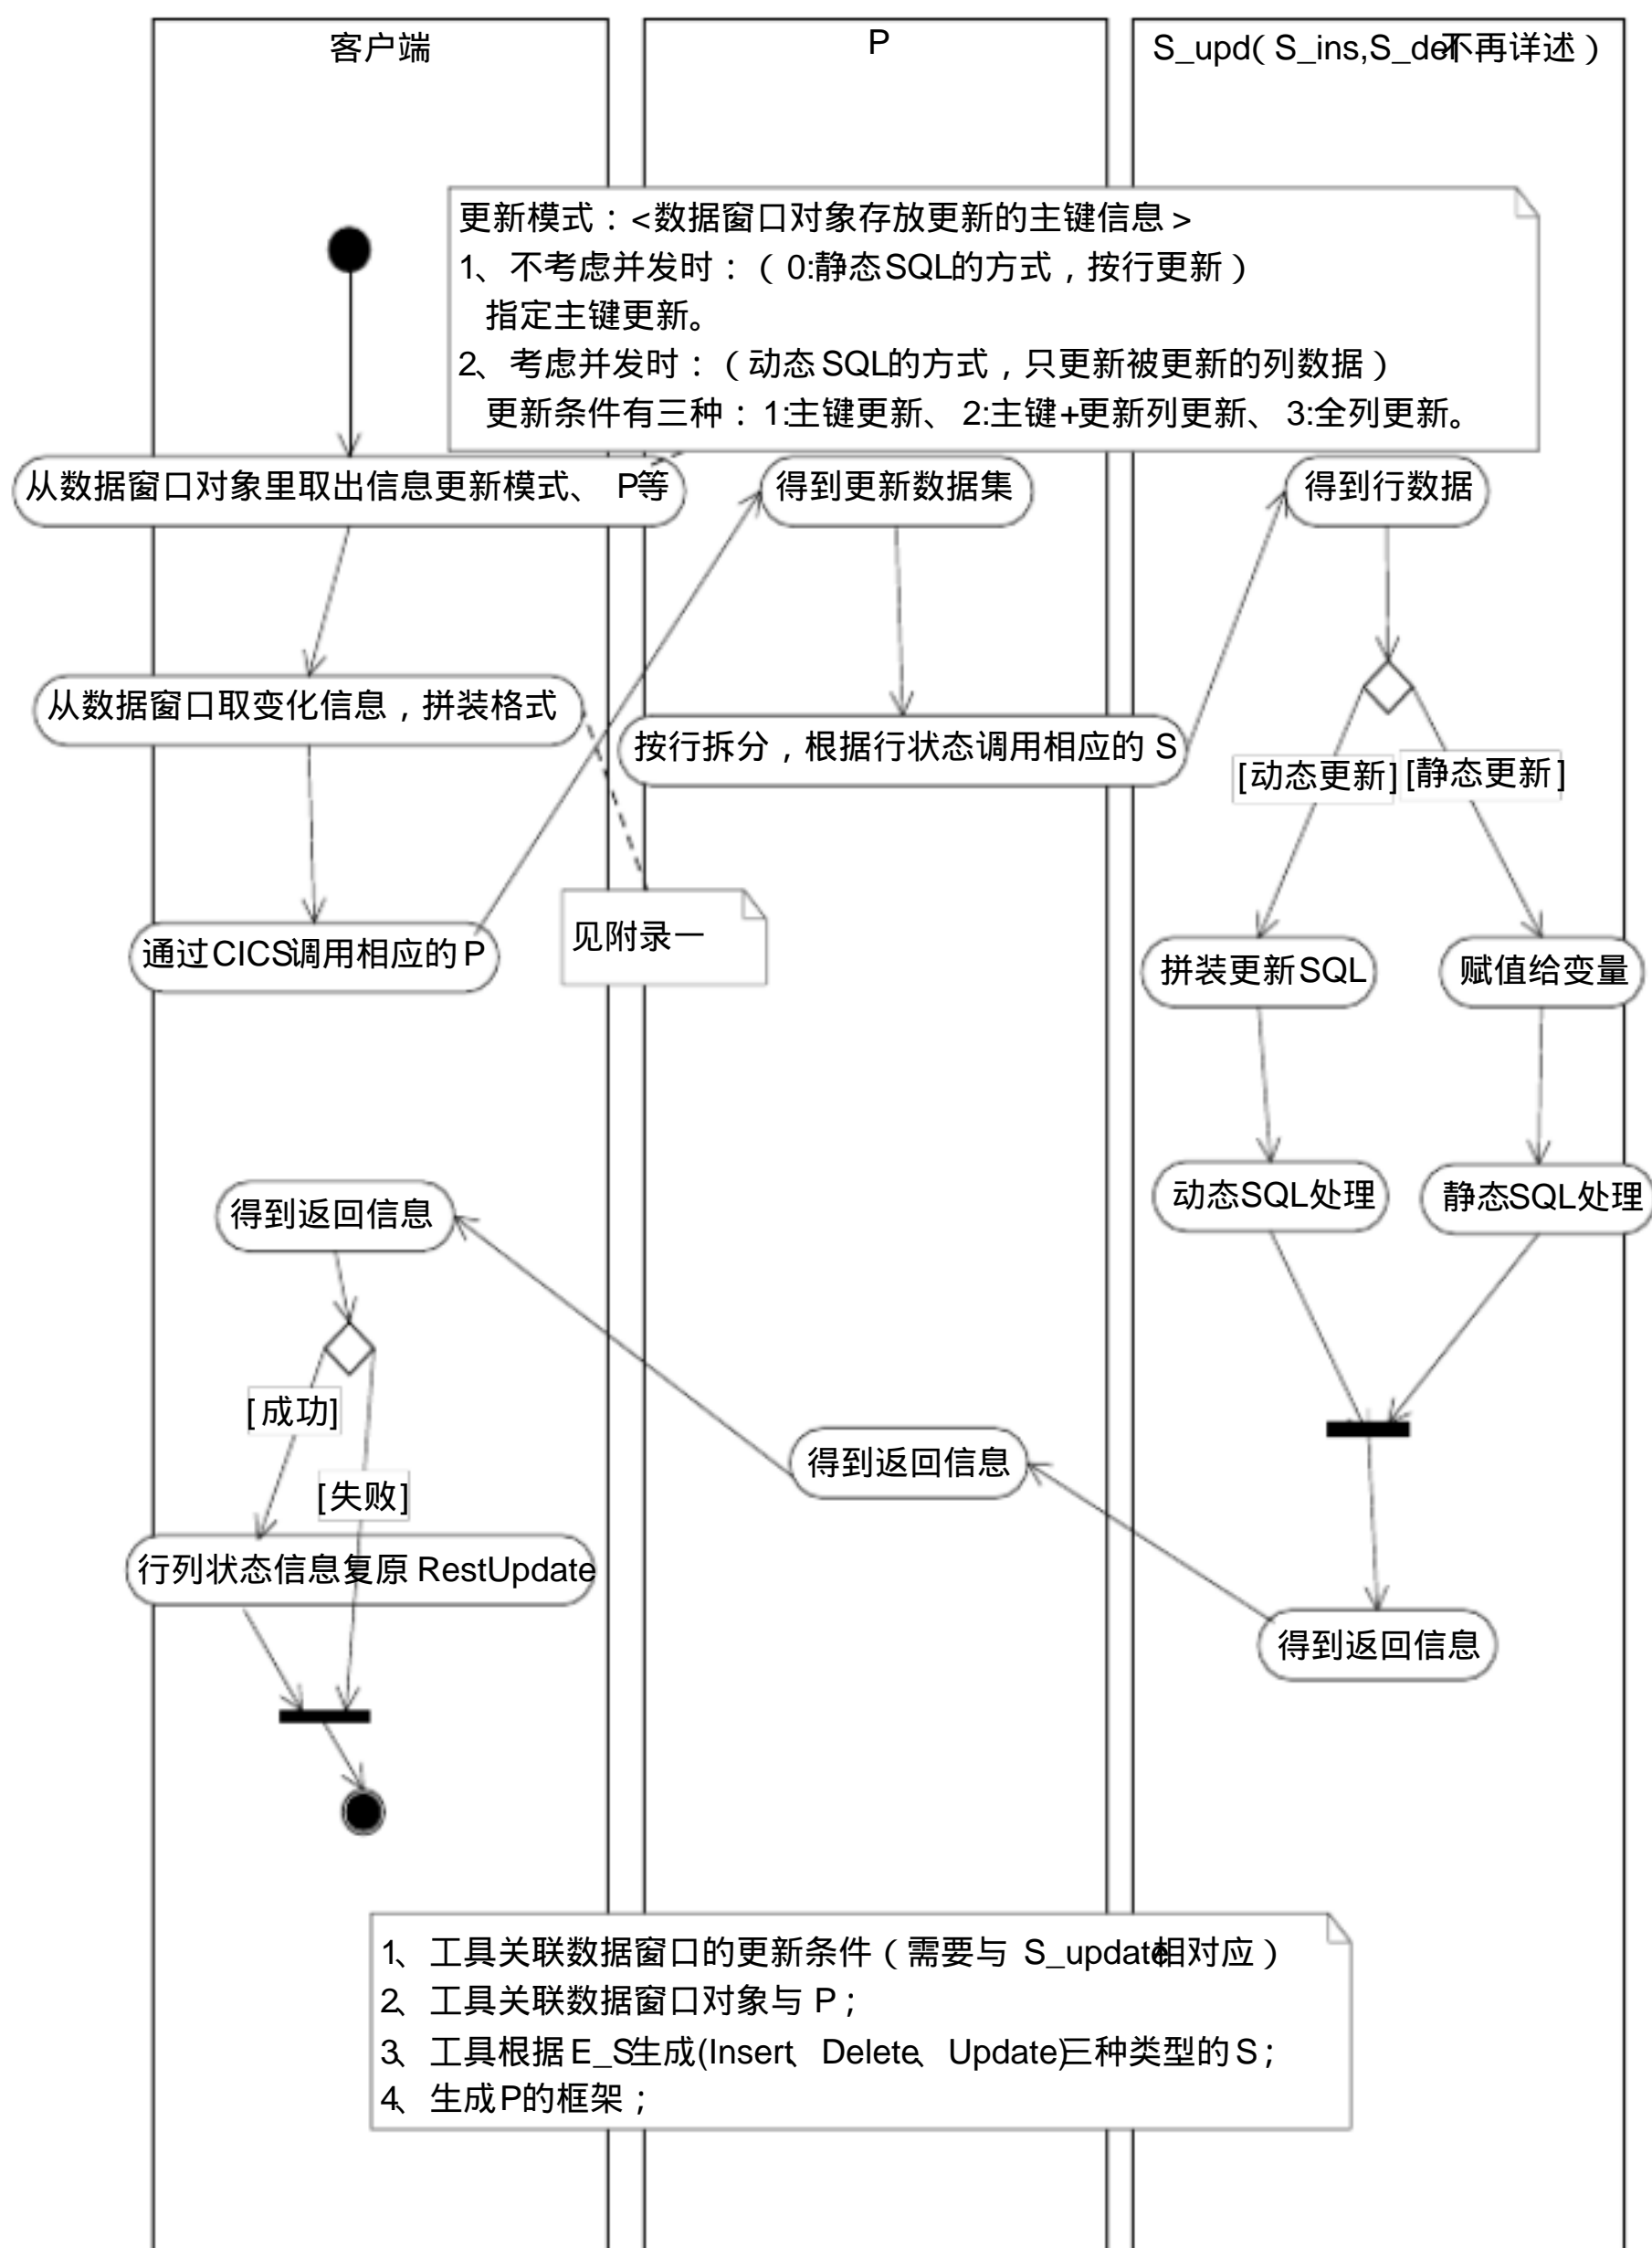 客户端
P
S_upd( S_ins,S_del不再详述 )
更新模式：<数据窗口对象存放更新的主键信息>
1、不考虑并发时：（0:静态SQL的方式，按行更新）
指定主键更新。
2、考虑并发时：（动态SQL的方式，只更新被更新的列数据）
更新条件有三种：1:主键更新、2:主键+更新列更新、3:全列更新。
从数据窗口对象里取出信息更新模式、P等
得到更新数据集
得到行数据
从数据窗口取变化信息，拼装格式
按行拆分，根据行状态调用相应的 S
[动态更新]
[静态更新]
通过CICS调用相应的P
见附录一
拼装更新SQL
赋值给变量
动态SQL处理
静态SQL处理
得到返回信息
[成功]
[失败]
得到返回信息
行列状态信息复原 RestUpdate
得到返回信息
1、工具关联数据窗口的更新条件（需要与 S_update相对应）
2、工具关联数据窗口对象与 P；
3、工具根据E_S生成(Insert、Delete、Update)三种类型的S；
4、生成P的框架；